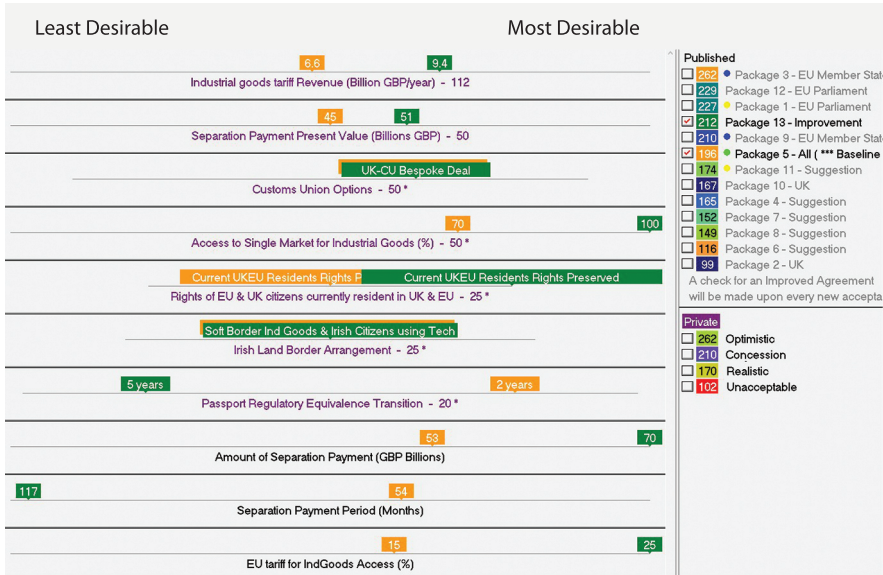 Least Desirable
Most Desirable
6.6
9.4
Industrial goods tariff Revenue (Billion GBP/year) - 112
45
51
Separation Payment Present Value (Billions GBP) - 50
UK-CU Bespoke Deal
Customs Union Options - 50 *
70
100
Access to Single Market for Industrial Goods (%) - 50 *
Current UKEU Residents Rights P
Current UKEU Residents Rights Preserved
Rights of EU & UK citizens currently resident in UK & EU - 25 *
Soft Border Ind Goods & Irish Citizens using Tech
Irish Land Border Arrangement - 25 *
5 years
2 years
Passport Regulatory Equivalence Transition - 20 *
53
70
Amount of Separation Payment (GBP Billions)
117
54
Separation Payment Period (Months)
15
25
EU tariff for IndGoods Access (%)
Published
262 Package 3 - EU Member Stat
229 Package 12 - EU Parliament
227 Package 1 - EU Parliament
212 Package 13 - Improvement
210 Package 9 - EU Member Stat
196 Package 5 - All ( *** Baseline
174 Package 11 - Suggestion
167 Package 10 - UK
165 Package 4 - Suggestion
152 Package 7 - Suggestion
149 Package 8 - Suggestion
116 Package 6 - Suggestion
99 Package 2 - UK
A check for an Improved Agreement
will be made upon every new accepta
Private
262 Optimistic
210 Concession
170 Realistic
102 Unacceptable